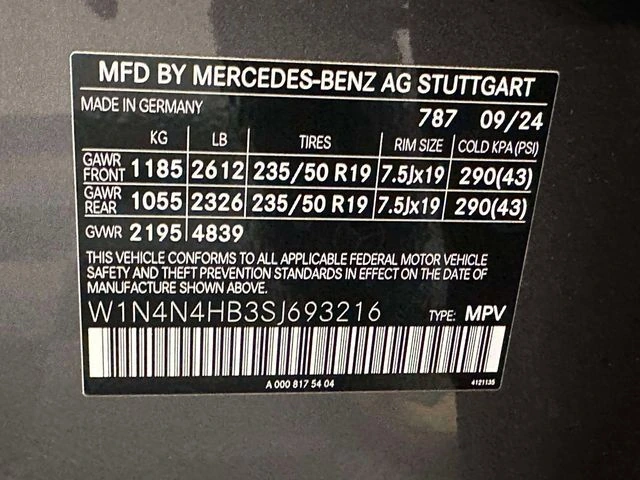 MFD BY MERCEDES-BENZ AG STUTTGART
MADE IN GERMANY 787 09/24
KG LB TIRES RIM SIZE COLD KPA(PSI)
GAWR FRONT 1185 2612 235/50 R19 7.5Jx19 290(43)
GAWR REAR 1055 2326 235/50 R19 7.5Jx19 290(43)
GVWR 2195 4839
THIS VEHICLE CONFORMS TO ALL APPLICABLE FEDERAL MOTOR VEHICLE
SAFETY AND THEFT PREVENTION STANDARDS IN EFFECT ON THE DATE OF
MANUFACTURE SHOWN ABOVE.
W1N4N4HB3SJ693216 TYPE: MPV
A 000 817 54 04 4121135